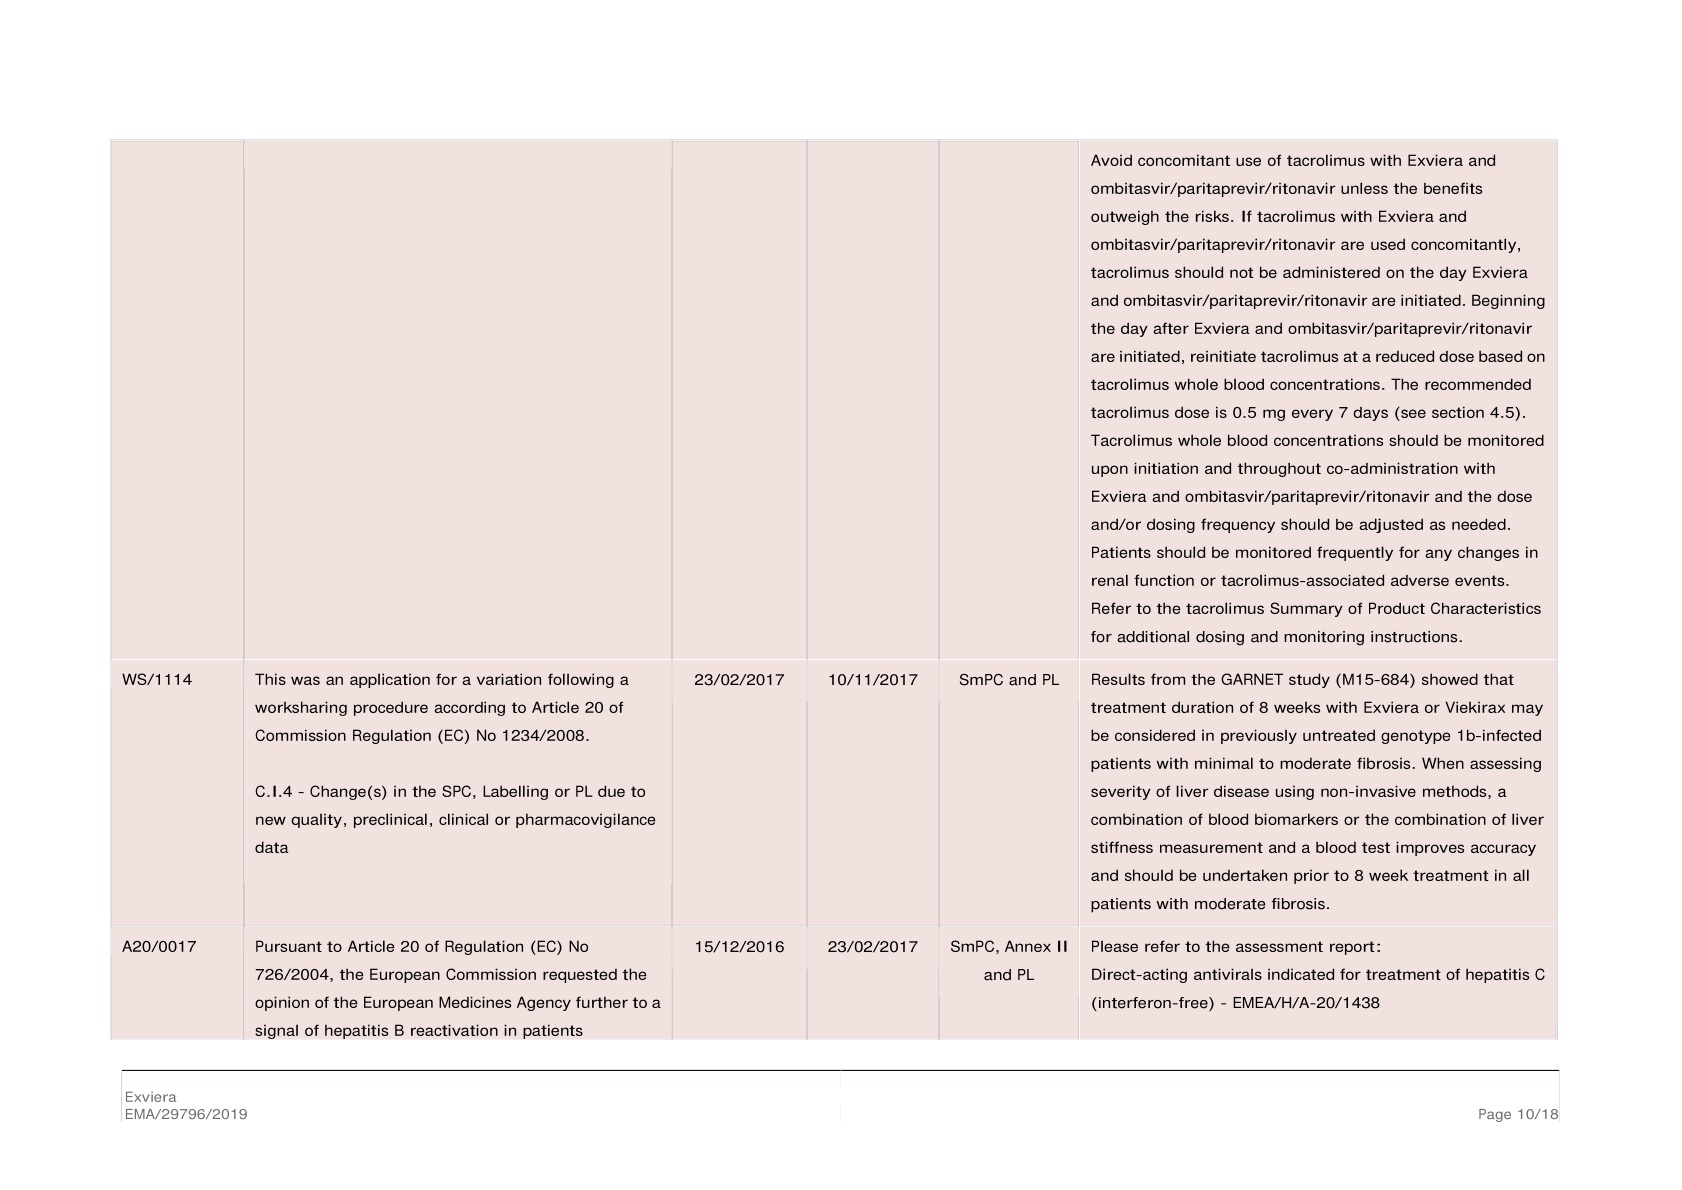 Avoid concomitant use of tacrolimus with Exviera and
ombitasvir/paritaprevir/ritonavir unless the benefits
outweigh the risks. If tacrolimus with Exviera and
ombitasvir/paritaprevir/ritonavir are used concomitantly,
tacrolimus should not be administered on the day Exviera
and ombitasvir/paritaprevir/ritonavir are initiated. Beginning
the day after Exviera and ombitasvir/paritaprevir/ritonavir
are initiated, reinitiate tacrolimus at a reduced dose based on
tacrolimus whole blood concentrations. The recommended
tacrolimus dose is 0.5 mg every 7 days (see section 4.5).
Tacrolimus whole blood concentrations should be monitored
upon initiation and throughout co-administration with
Exviera and ombitasvir/paritaprevir/ritonavir and the dose
and/or dosing frequency should be adjusted as needed.
Patients should be monitored frequently for any changes in
renal function or tacrolimus-associated adverse events.
Refer to the tacrolimus Summary of Product Characteristics
for additional dosing and monitoring instructions.
WS/1114
This was an application for a variation following a
worksharing procedure according to Article 20 of
Commission Regulation (EC) No 1234/2008.
C.I.4 - Change(s) in the SPC, Labelling or PL due to
new quality, preclinical, clinical or pharmacovigilance
data
23/02/2017
10/11/2017
SmPC and PL
Results from the GARNET study (M15-684) showed that
treatment duration of 8 weeks with Exviera or Viekirax may
be considered in previously untreated genotype 1b-infected
patients with minimal to moderate fibrosis. When assessing
severity of liver disease using non-invasive methods, a
combination of blood biomarkers or the combination of liver
stiffness measurement and a blood test improves accuracy
and should be undertaken prior to 8 week treatment in all
patients with moderate fibrosis.
A20/0017
Pursuant to Article 20 of Regulation (EC) No
726/2004, the European Commission requested the
opinion of the European Medicines Agency further to a
signal of hepatitis B reactivation in patients
15/12/2016
23/02/2017
SmPC, Annex II
and PL
Please refer to the assessment report:
Direct-acting antivirals indicated for treatment of hepatitis C
(interferon-free) - EMEA/H/A-20/1438
Exviera
EMA/29796/2019
Page 10/18